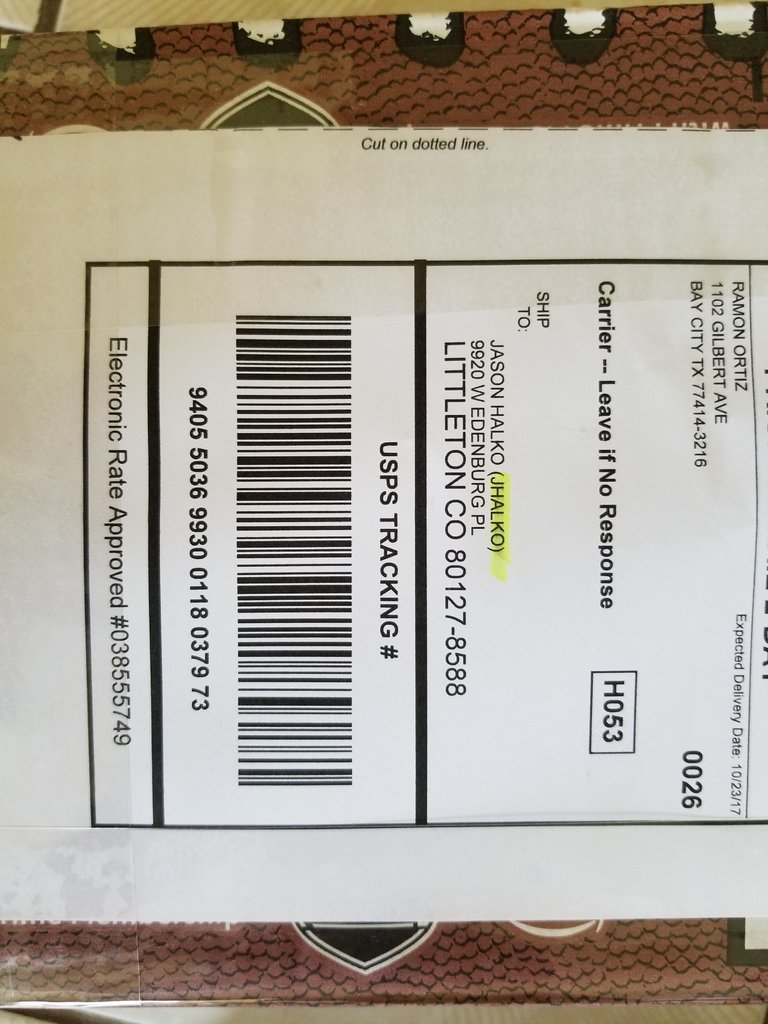 Cut on dotted line.
Expected Delivery Date: 10/23/17
RAMON ORTIZ
1102 GILBERT AVE
BAY CITY TX 77414-3216
0026
Carrier -- Leave if No Response
H053
SHIP
TO:
JASON HALKO (JHALKO)
9920 W EDENBURG PL
LITTLETON CO 80127-8588
USPS TRACKING #
9405 5036 9930 0118 0379 73
Electronic Rate Approved #038555749